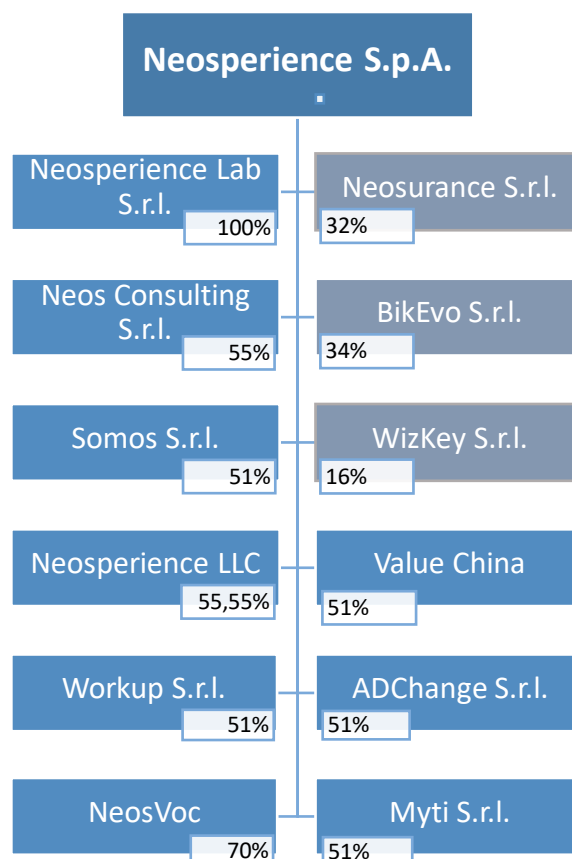 Neosperience S.p.A.
Neosperience Lab
S.r.l.
100%
Neosurance S.r.l.
32%
Neos Consulting
S.r.l.
55%
BikEvo S.r.l.
34%
Somos S.r.l.
51%
WizKey S.r.l.
16%
Neosperience LLC
55,55%
Value China
51%
Workup S.r.l.
51%
ADChange S.r.l.
51%
NeosVoc
70%
Myti S.r.l.
51%